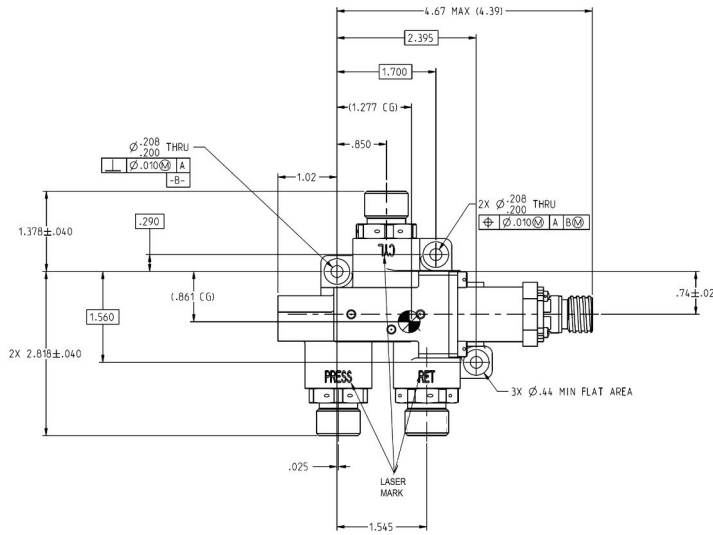 4.67 MAX (4.39)
2.395
1.700
(1.277 CG)
.850
Ø.208 THRU
.200
⟂ Ø.010Ⓜ A
-B-
1.02
2X Ø.208 THRU
.200
⌖ Ø.010Ⓜ A BⓂ
1.378±.040
.290
CYL
(.861 CG)
.74±.02
1.560
2X 2.818±.040
PRESS
RET
3X Ø.44 MIN FLAT AREA
.025
LASER
MARK
1.545